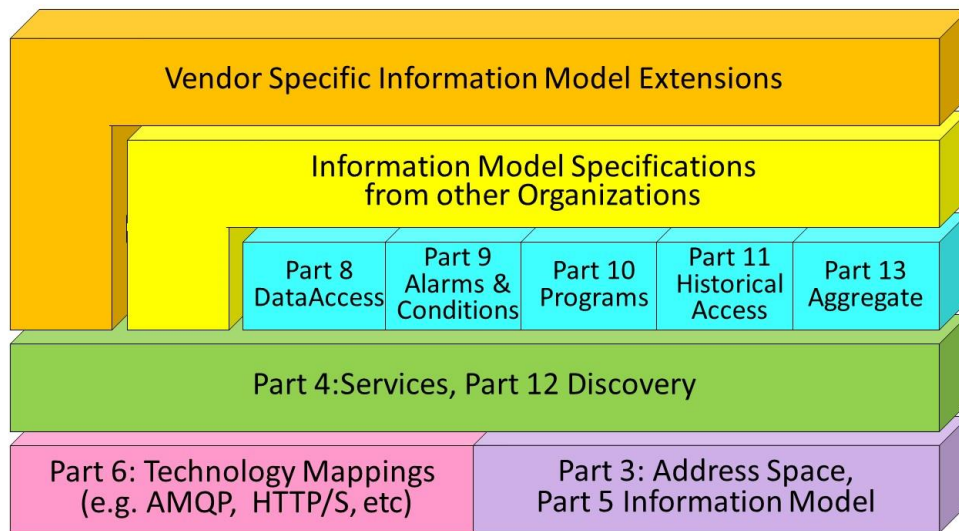 Vendor Specific Information Model Extensions
Information Model Specifications
from other Organizations
Part 8
DataAccess
Part 9
Alarms &
Conditions
Part 10
Programs
Part 11
Historical
Access
Part 13
Aggregate
Part 4:Services, Part 12 Discovery
Part 6: Technology Mappings
(e.g. AMQP, HTTP/S, etc)
Part 3: Address Space,
Part 5 Information Model